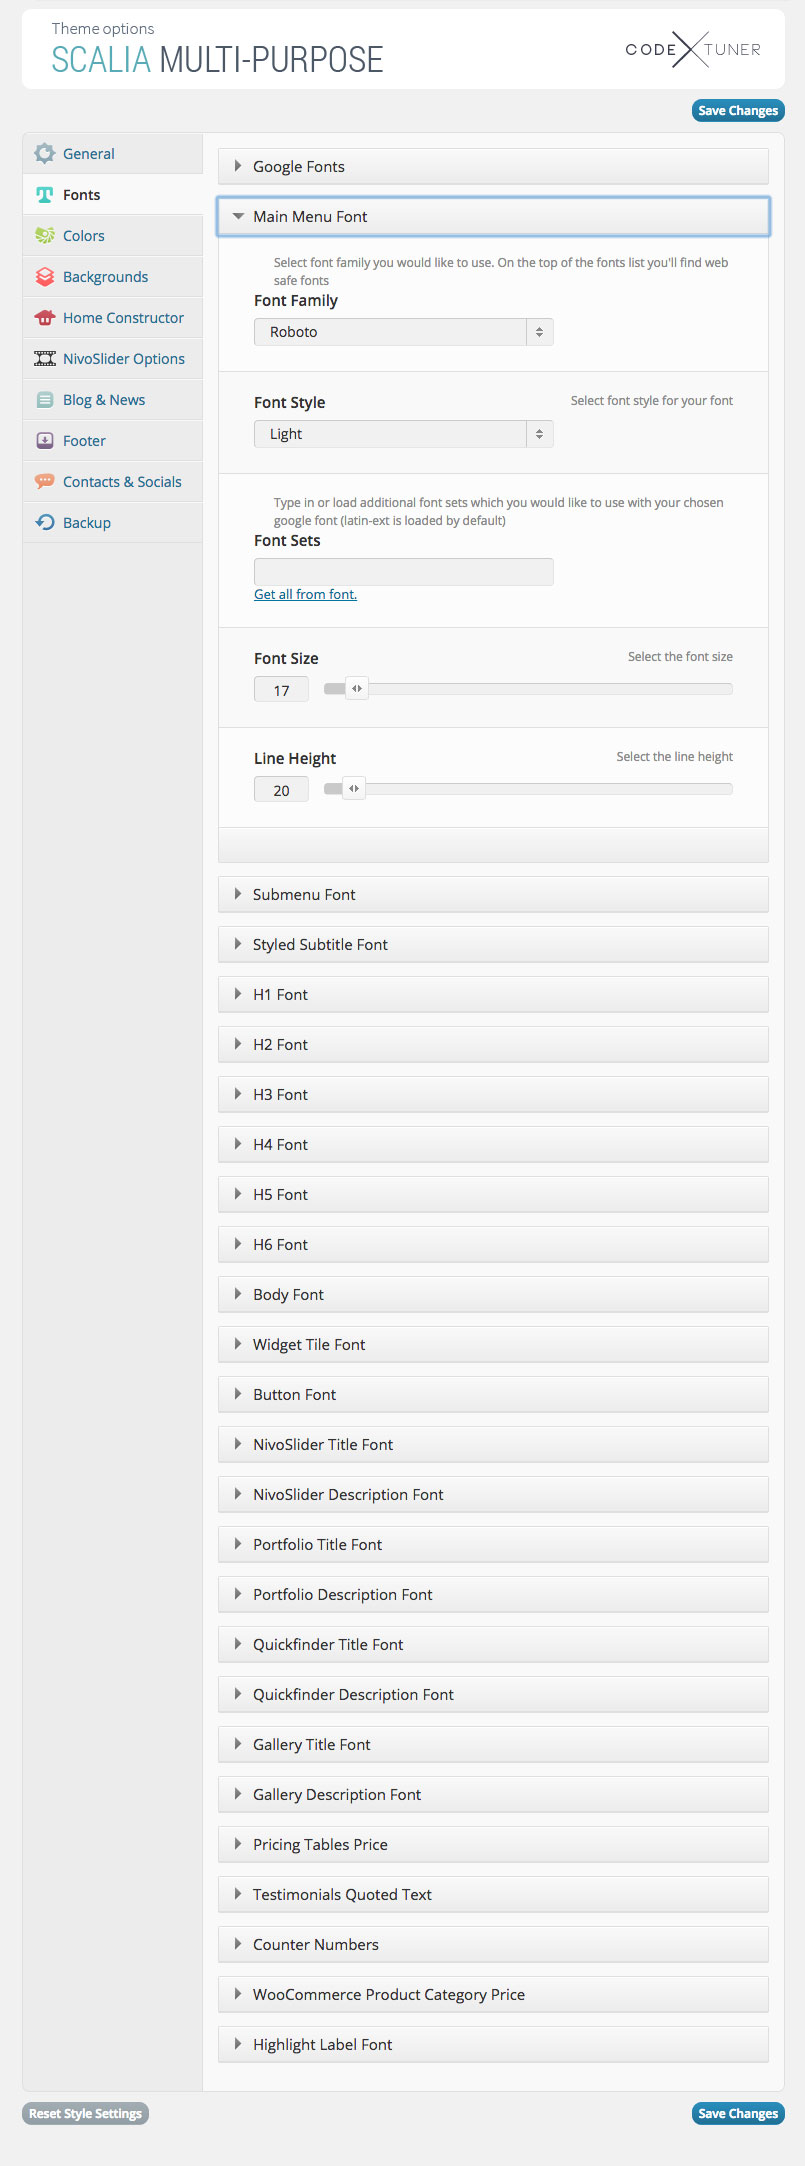 Theme options
SCALIA MULTI-PURPOSE
CODE X TUNER
Save Changes
General
Fonts
Colors
Backgrounds
Home Constructor
NivoSlider Options
Blog & News
Footer
Contacts & Socials
Backup
Google Fonts
Main Menu Font
Select font family you would like to use. On the top of the fonts list you'll find web
safe fonts
Font Family
Roboto
Font Style
Select font style for your font
Light
Type in or load additional font sets which you would like to use with your chosen
google font (latin-ext is loaded by default)
Font Sets
Get all from font.
Font Size
Select the font size
17
Line Height
Select the line height
20
Submenu Font
Styled Subtitle Font
H1 Font
H2 Font
H3 Font
H4 Font
H5 Font
H6 Font
Body Font
Widget Tile Font
Button Font
NivoSlider Title Font
NivoSlider Description Font
Portfolio Title Font
Portfolio Description Font
Quickfinder Title Font
Quickfinder Description Font
Gallery Title Font
Gallery Description Font
Pricing Tables Price
Testimonials Quoted Text
Counter Numbers
WooCommerce Product Category Price
Highlight Label Font
Reset Style Settings
Save Changes